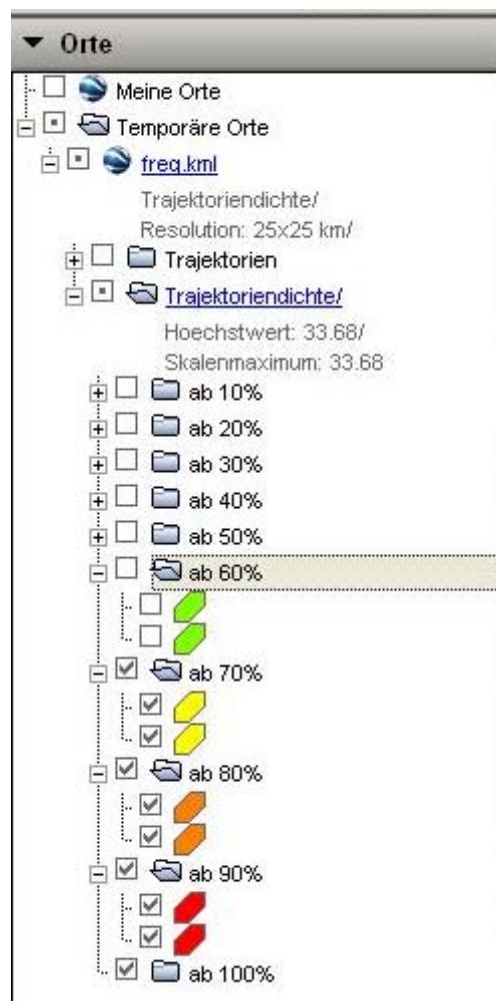 Orte
Meine Orte
Temporäre Orte
freq.kml
Trajektoriendichte/
Resolution: 25x25 km/
Trajektorien
Trajektoriendichte/
Hoechstwert: 33.68/
Skalenmaximum: 33.68
ab 10%
ab 20%
ab 30%
ab 40%
ab 50%
ab 60%
ab 70%
ab 80%
ab 90%
ab 100%